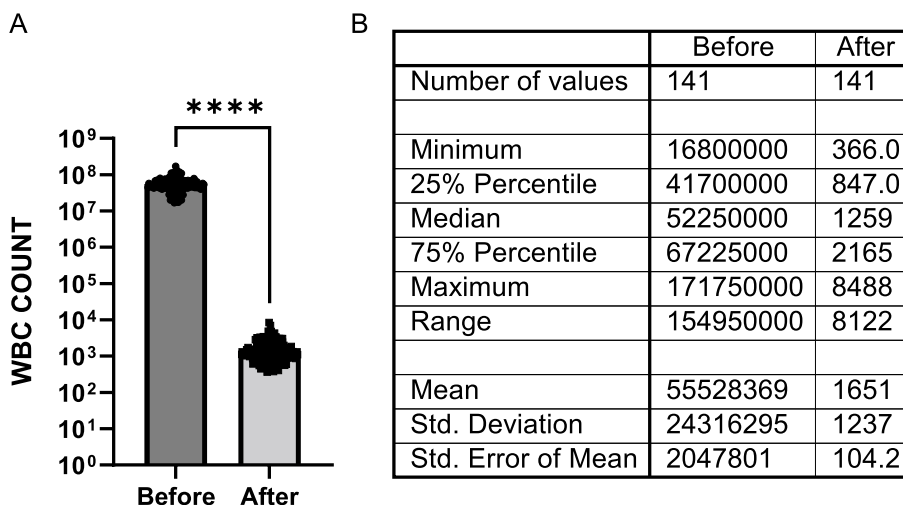 A
****
10⁹
10⁸
10⁷
10⁶
10⁵
10⁴
10³
10²
10¹
10⁰
WBC COUNT
Before After
B
Before After
Number of values 141 141
Minimum 16800000 366.0
25% Percentile 41700000 847.0
Median 52250000 1259
75% Percentile 67225000 2165
Maximum 171750000 8488
Range 154950000 8122
Mean 55528369 1651
Std. Deviation 24316295 1237
Std. Error of Mean 2047801 104.2